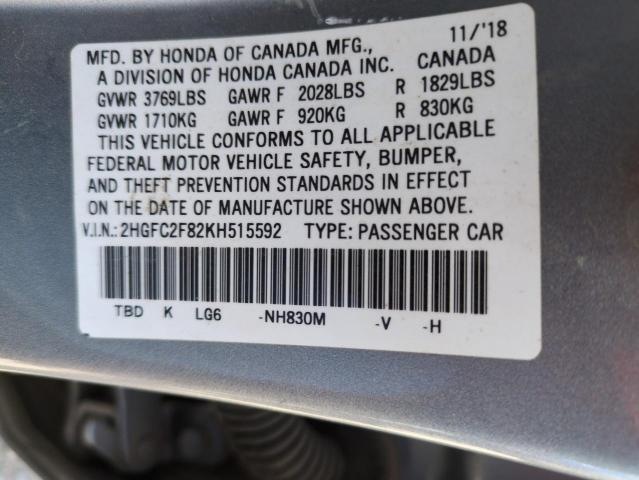 MFD. BY HONDA OF CANADA MFG., 11/'18
A DIVISION OF HONDA CANADA INC. CANADA
GVWR 3769LBS GAWR F 2028LBS R 1829LBS
GVWR 1710KG GAWR F 920KG R 830KG
THIS VEHICLE CONFORMS TO ALL APPLICABLE
FEDERAL MOTOR VEHICLE SAFETY, BUMPER,
AND THEFT PREVENTION STANDARDS IN EFFECT
ON THE DATE OF MANUFACTURE SHOWN ABOVE.
V.I.N.: 2HGFC2F82KH515592 TYPE: PASSENGER CAR
TBD K LG6 -NH830M -V -H